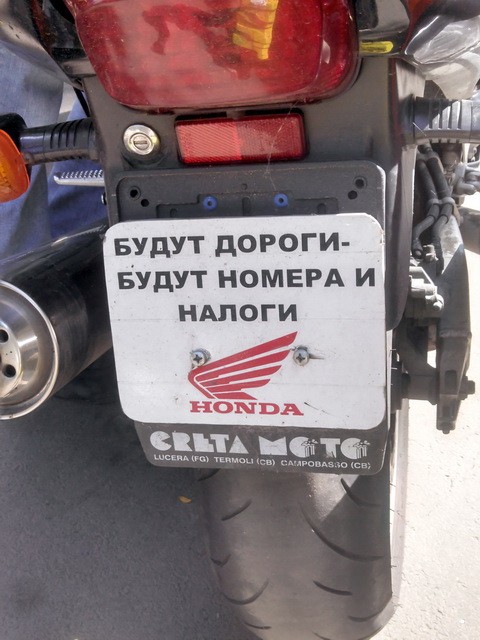 БУДУТ ДОРОГИ-
БУДУТ НОМЕРА И
НАЛОГИ
HONDA
CRETA MOTO
LUCERA (FG) TERMOLI (CB) CAMPOBASSO (CB)